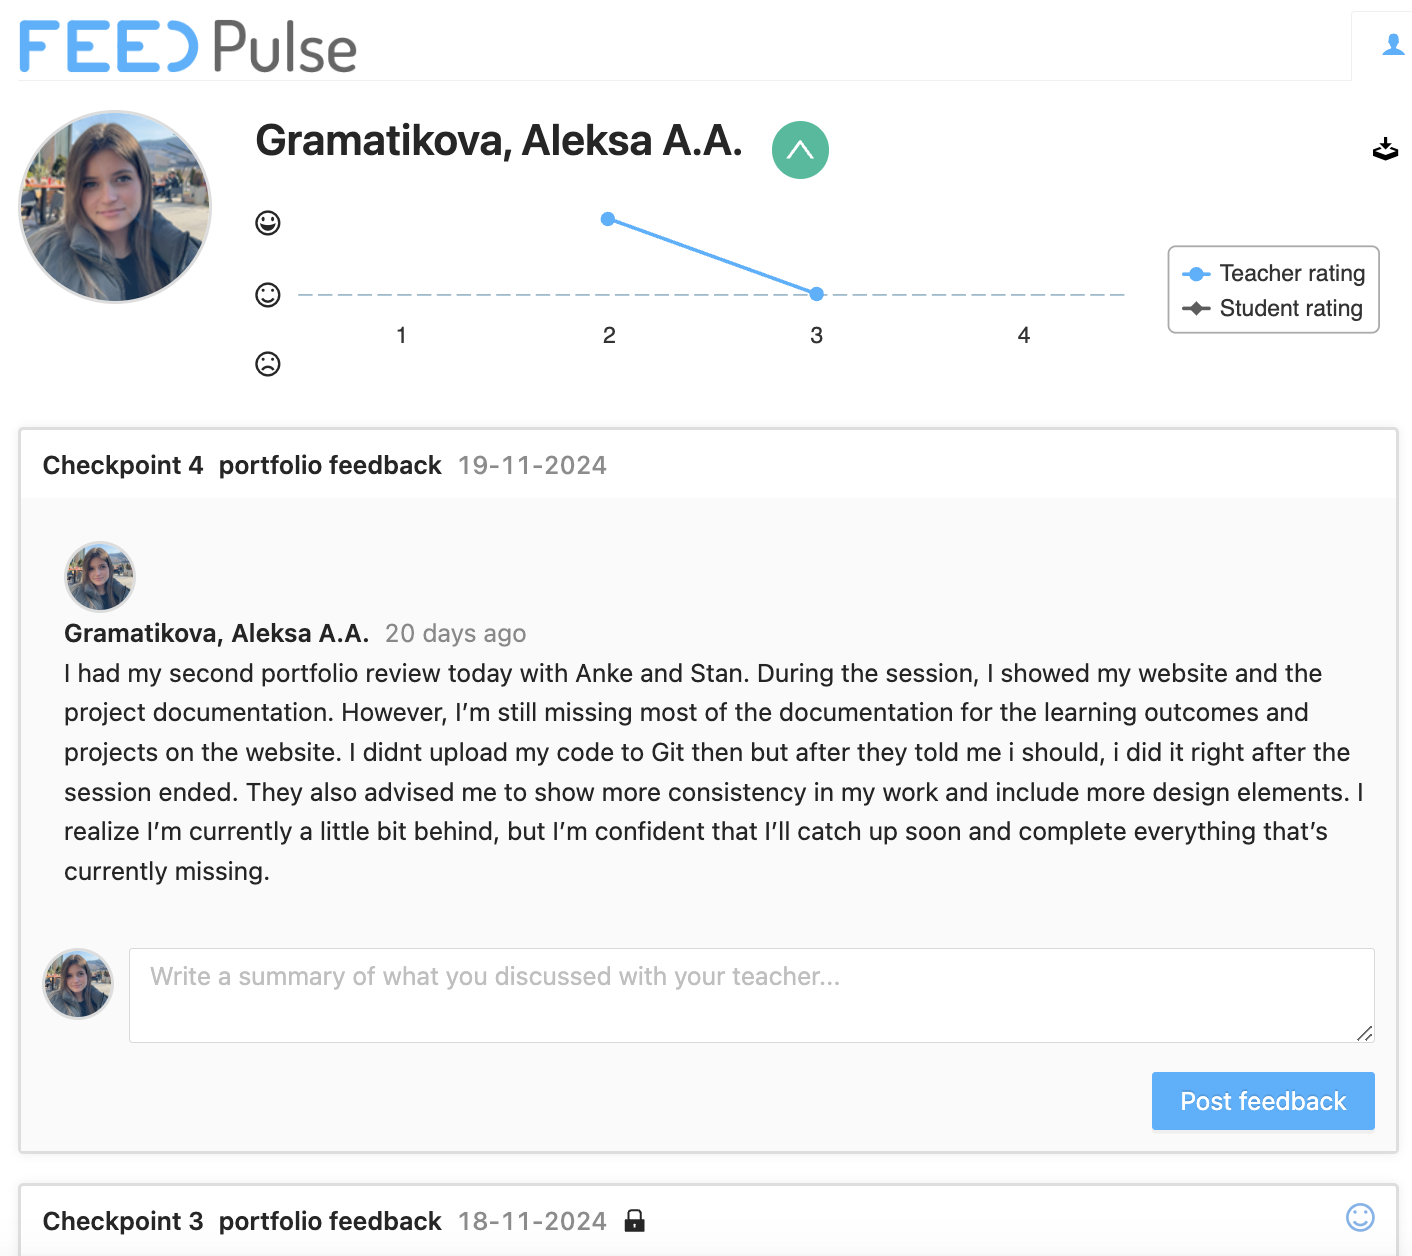 FEED Pulse
Gramatikova, Aleksa A.A.
Teacher rating
Student rating
1 2 3 4
Checkpoint 4 portfolio feedback 19-11-2024
Gramatikova, Aleksa A.A. 20 days ago
I had my second portfolio review today with Anke and Stan. During the session, I showed my website and the
project documentation. However, I’m still missing most of the documentation for the learning outcomes and
projects on the website. I didnt upload my code to Git then but after they told me i should, i did it right after the
session ended. They also advised me to show more consistency in my work and include more design elements. I
realize I’m currently a little bit behind, but I’m confident that I’ll catch up soon and complete everything that’s
currently missing.
Write a summary of what you discussed with your teacher...
Post feedback
Checkpoint 3 portfolio feedback 18-11-2024